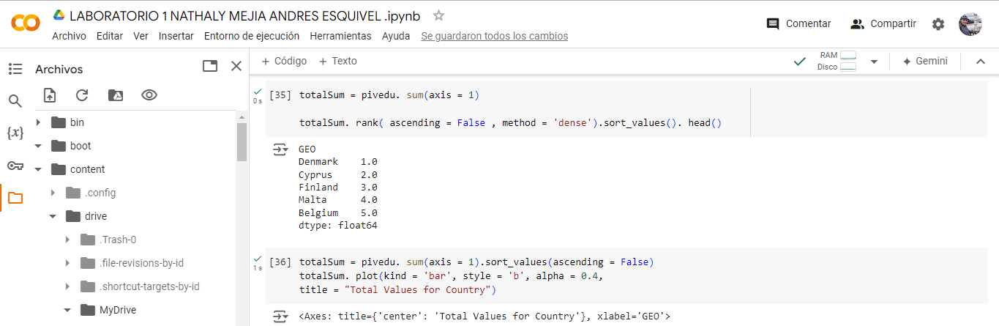 LABORATORIO 1 NATHALY MEJIA ANDRES ESQUIVEL .ipynb
Archivo Editar Ver Insertar Entorno de ejecución Herramientas Ayuda Se guardaron todos los cambios
Comentar Compartir
Archivos
+ Código + Texto
RAM
Disco
Gemini
{x}
bin
boot
content
.config
drive
.Trash-0
.file-revisions-by-id
.shortcut-targets-by-id
MyDrive
0 s
[35] totalSum = pivedu. sum(axis = 1)
totalSum. rank( ascending = False , method = 'dense').sort_values(). head()
GEO
Denmark 1.0
Cyprus 2.0
Finland 3.0
Malta 4.0
Belgium 5.0
dtype: float64
1 s
[36] totalSum = pivedu. sum(axis = 1).sort_values(ascending = False)
totalSum. plot(kind = 'bar', style = 'b', alpha = 0.4,
title = "Total Values for Country")
<Axes: title={'center': 'Total Values for Country'}, xlabel='GEO'>